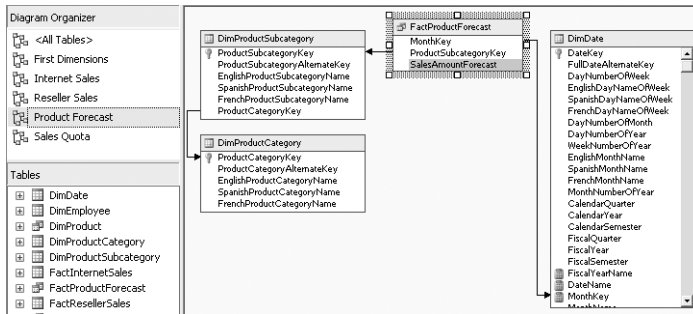 Diagram Organizer
<All Tables>
First Dimensions
Internet Sales
Reseller Sales
Product Forecast
Sales Quota
Tables
DimDate
DimEmployee
DimProduct
DimProductCategory
DimProductSubcategory
FactInternetSales
FactProductForecast
FactResellerSales
DimProductSubcategory
ProductSubcategoryKey
ProductSubcategoryAlternateKey
EnglishProductSubcategoryName
SpanishProductSubcategoryName
FrenchProductSubcategoryName
ProductCategoryKey
DimProductCategory
ProductCategoryKey
ProductCategoryAlternateKey
EnglishProductCategoryName
SpanishProductCategoryName
FrenchProductCategoryName
FactProductForecast
MonthKey
ProductSubcategoryKey
SalesAmountForecast
DimDate
DateKey
FullDateAlternateKey
DayNumberOfWeek
EnglishDayNameOfWeek
SpanishDayNameOfWeek
FrenchDayNameOfWeek
DayNumberOfMonth
DayNumberOfYear
WeekNumberOfYear
EnglishMonthName
SpanishMonthName
FrenchMonthName
MonthNumberOfYear
CalendarQuarter
CalendarYear
CalendarSemester
FiscalQuarter
FiscalYear
FiscalSemester
FiscalYearName
DateName
MonthKey